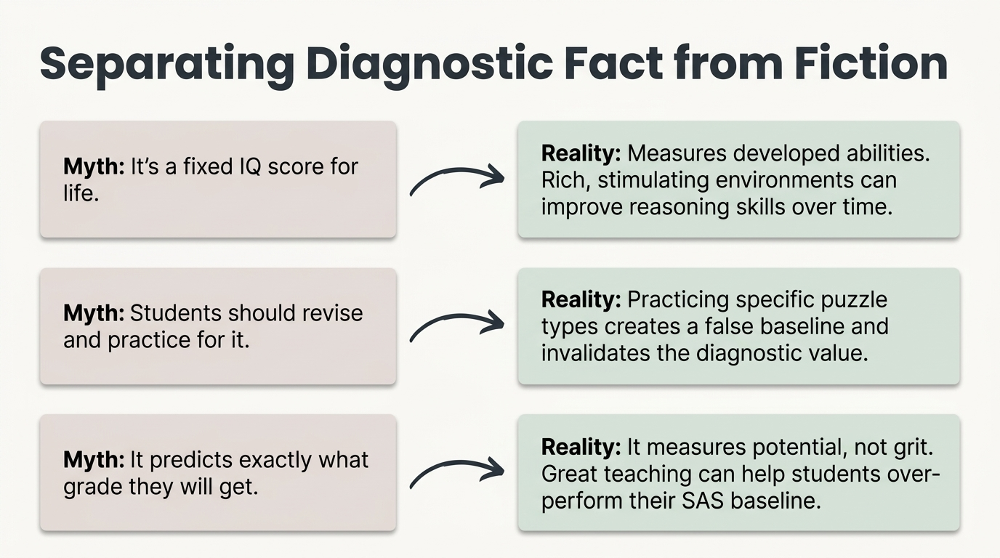 Separating Diagnostic Fact from Fiction
Myth: It’s a fixed IQ score for
life.
Reality: Measures developed abilities.
Rich, stimulating environments can
improve reasoning skills over time.
Myth: Students should revise
and practice for it.
Reality: Practicing specific puzzle
types creates a false baseline and
invalidates the diagnostic value.
Myth: It predicts exactly what
grade they will get.
Reality: It measures potential, not grit.
Great teaching can help students over-
perform their SAS baseline.